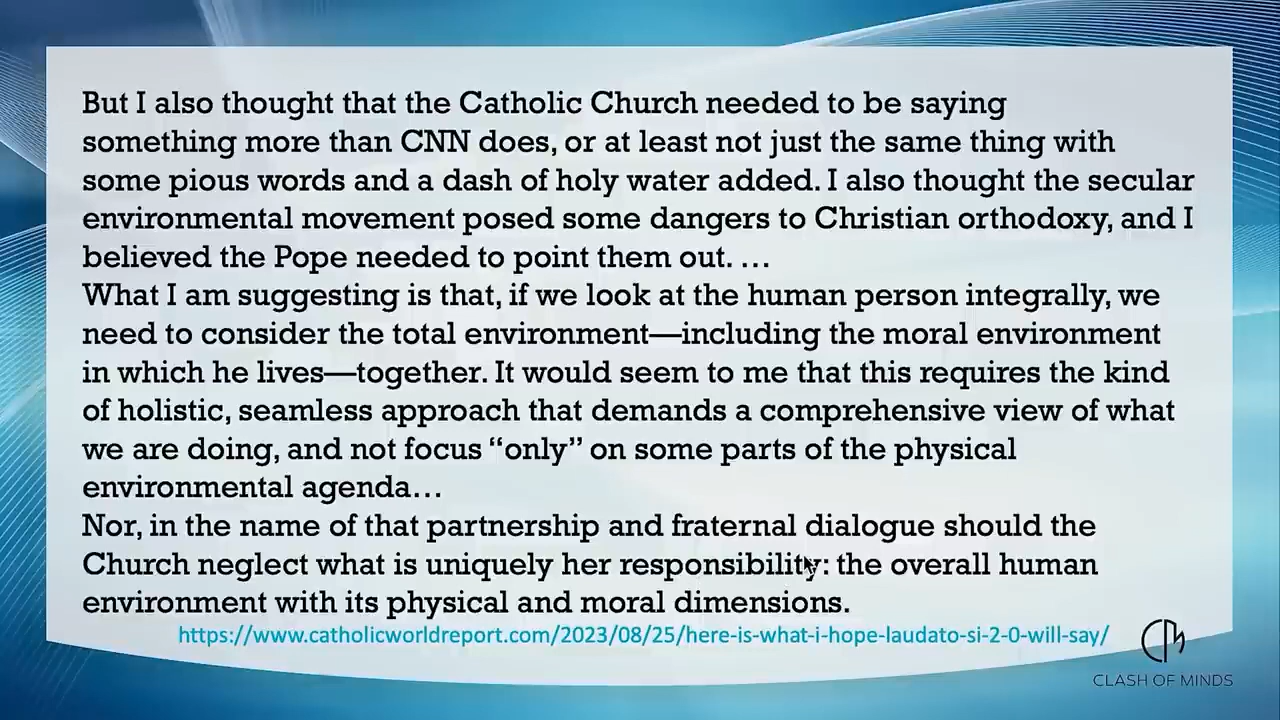 But I also thought that the Catholic Church needed to be saying
something more than CNN does, or at least not just the same thing with
some pious words and a dash of holy water added. I also thought the secular
environmental movement posed some dangers to Christian orthodoxy, and I
believed the Pope needed to point them out. …
What I am suggesting is that, if we look at the human person integrally, we
need to consider the total environment—including the moral environment
in which he lives—together. It would seem to me that this requires the kind
of holistic, seamless approach that demands a comprehensive view of what
we are doing, and not focus “only” on some parts of the physical
environmental agenda…
Nor, in the name of that partnership and fraternal dialogue should the
Church neglect what is uniquely her responsibility: the overall human
environment with its physical and moral dimensions.
https://www.catholicworldreport.com/2023/08/25/here-is-what-i-hope-laudato-si-2-0-will-say/
CLASH OF MINDS